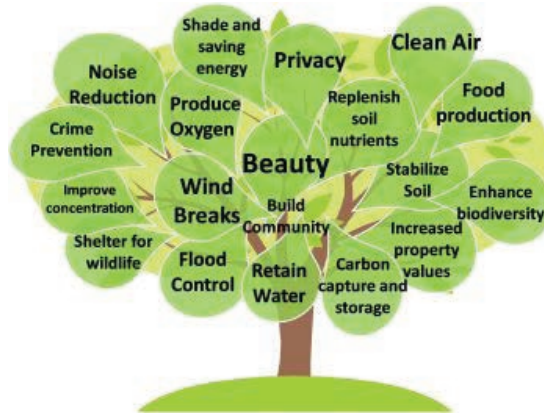 Shade and
saving
energy
Privacy
Clean Air
Noise
Reduction
Produce
Oxygen
Replenish
soil
nutrients
Food
production
Crime
Prevention
Beauty
Stabilize
Soil
Improve
concentration
Wind
Breaks
Build
Community
Enhance
biodiversity
Shelter for
wildlife
Flood
Control
Retain
Water
Carbon
capture and
storage
Increased
property
values